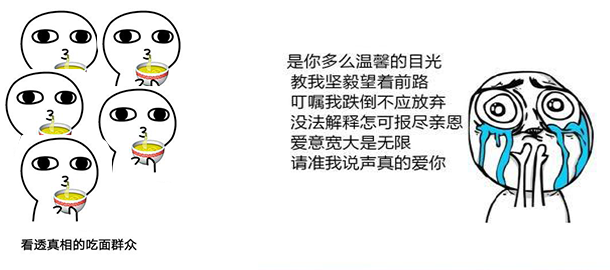 是你多么温馨的目光
教我坚毅望着前路
叮嘱我跌倒不应放弃
没法解释怎可报尽亲恩
爱意宽大是无限
请准我说声真的爱你
看透真相的吃面群众